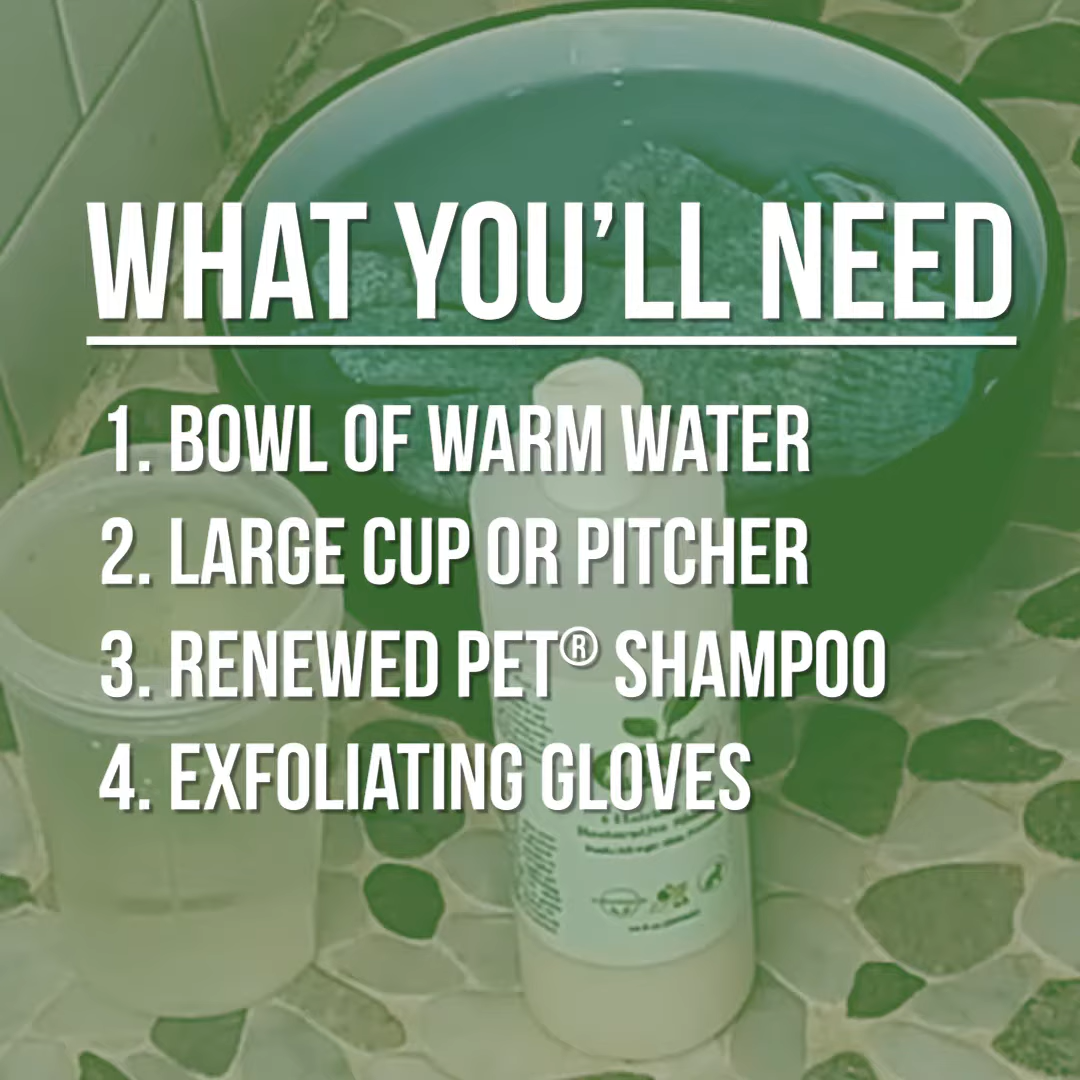 WHAT YOU’LL NEED
1. BOWL OF WARM WATER
2. LARGE CUP OR PITCHER
3. RENEWED PET® SHAMPOO
4. EXFOLIATING GLOVES